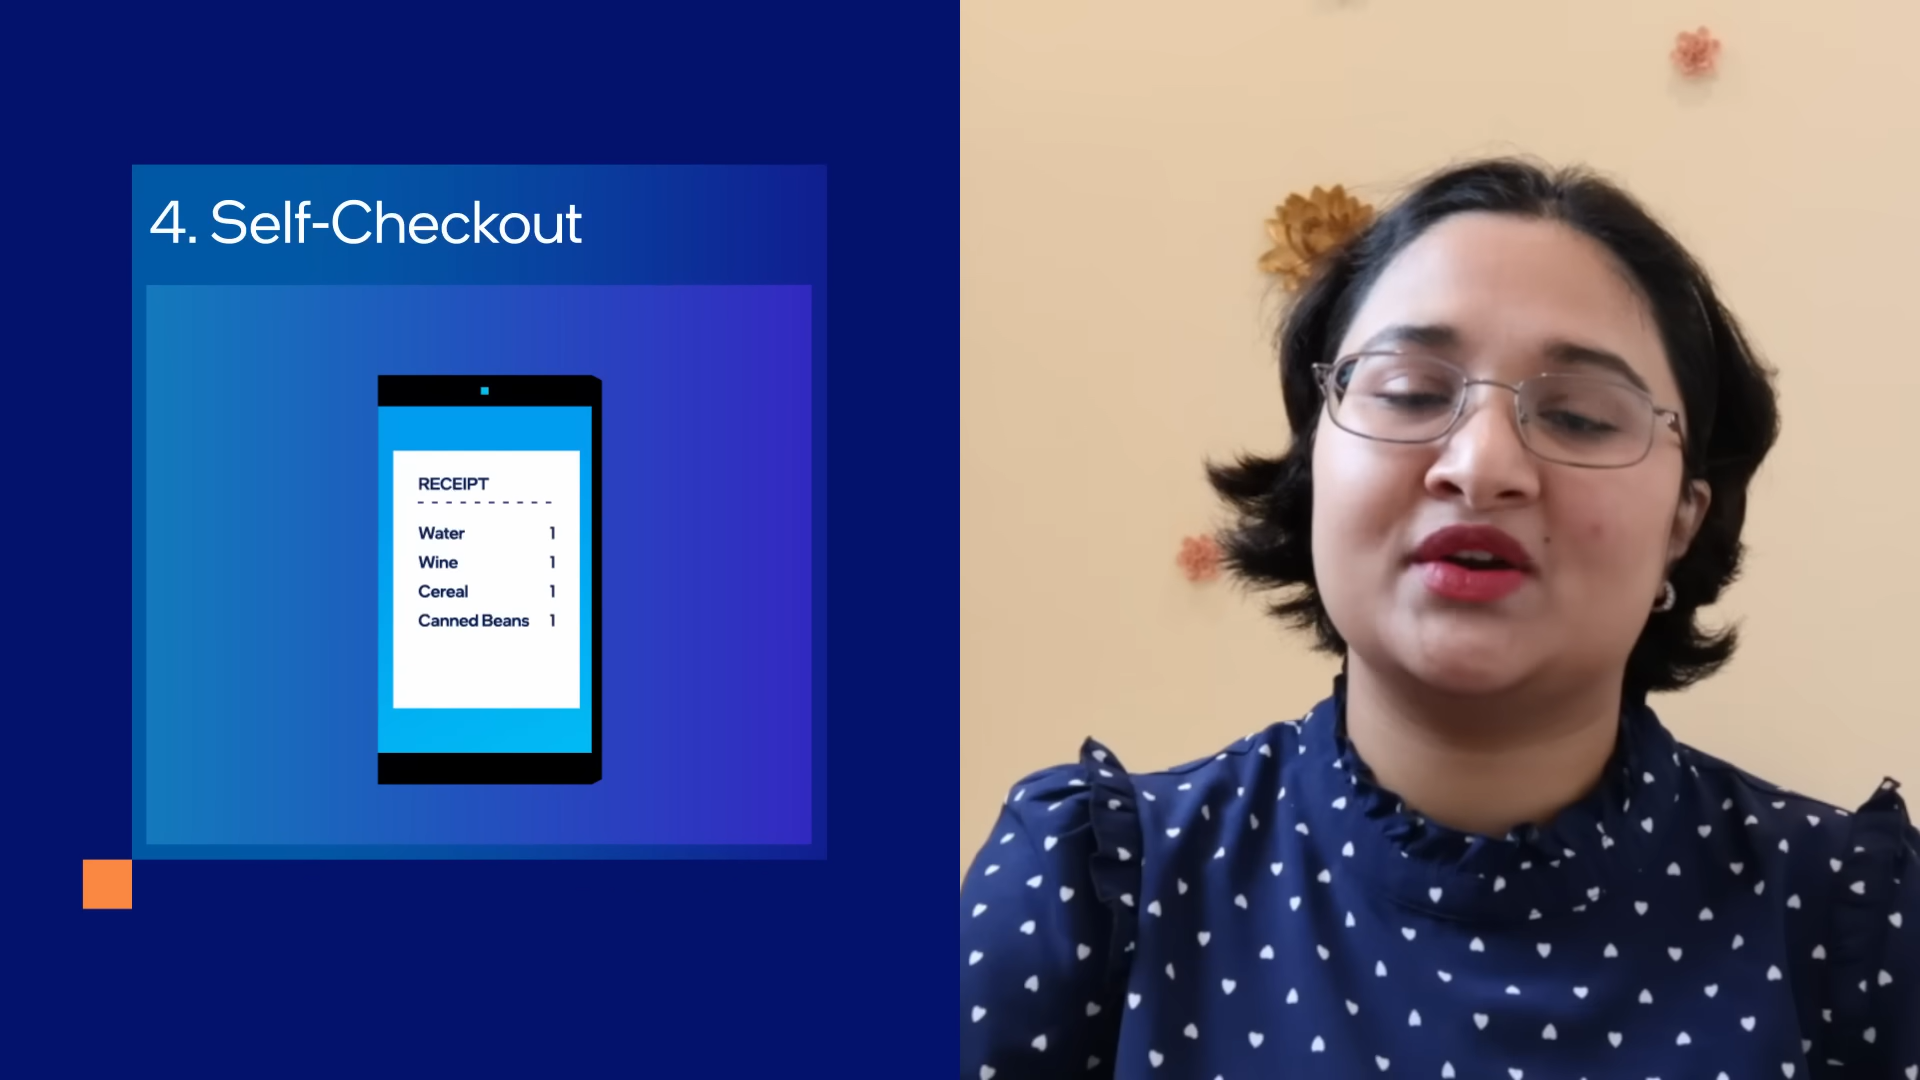 4. Self-Checkout
RECEIPT
Water 1
Wine 1
Cereal 1
Canned Beans 1